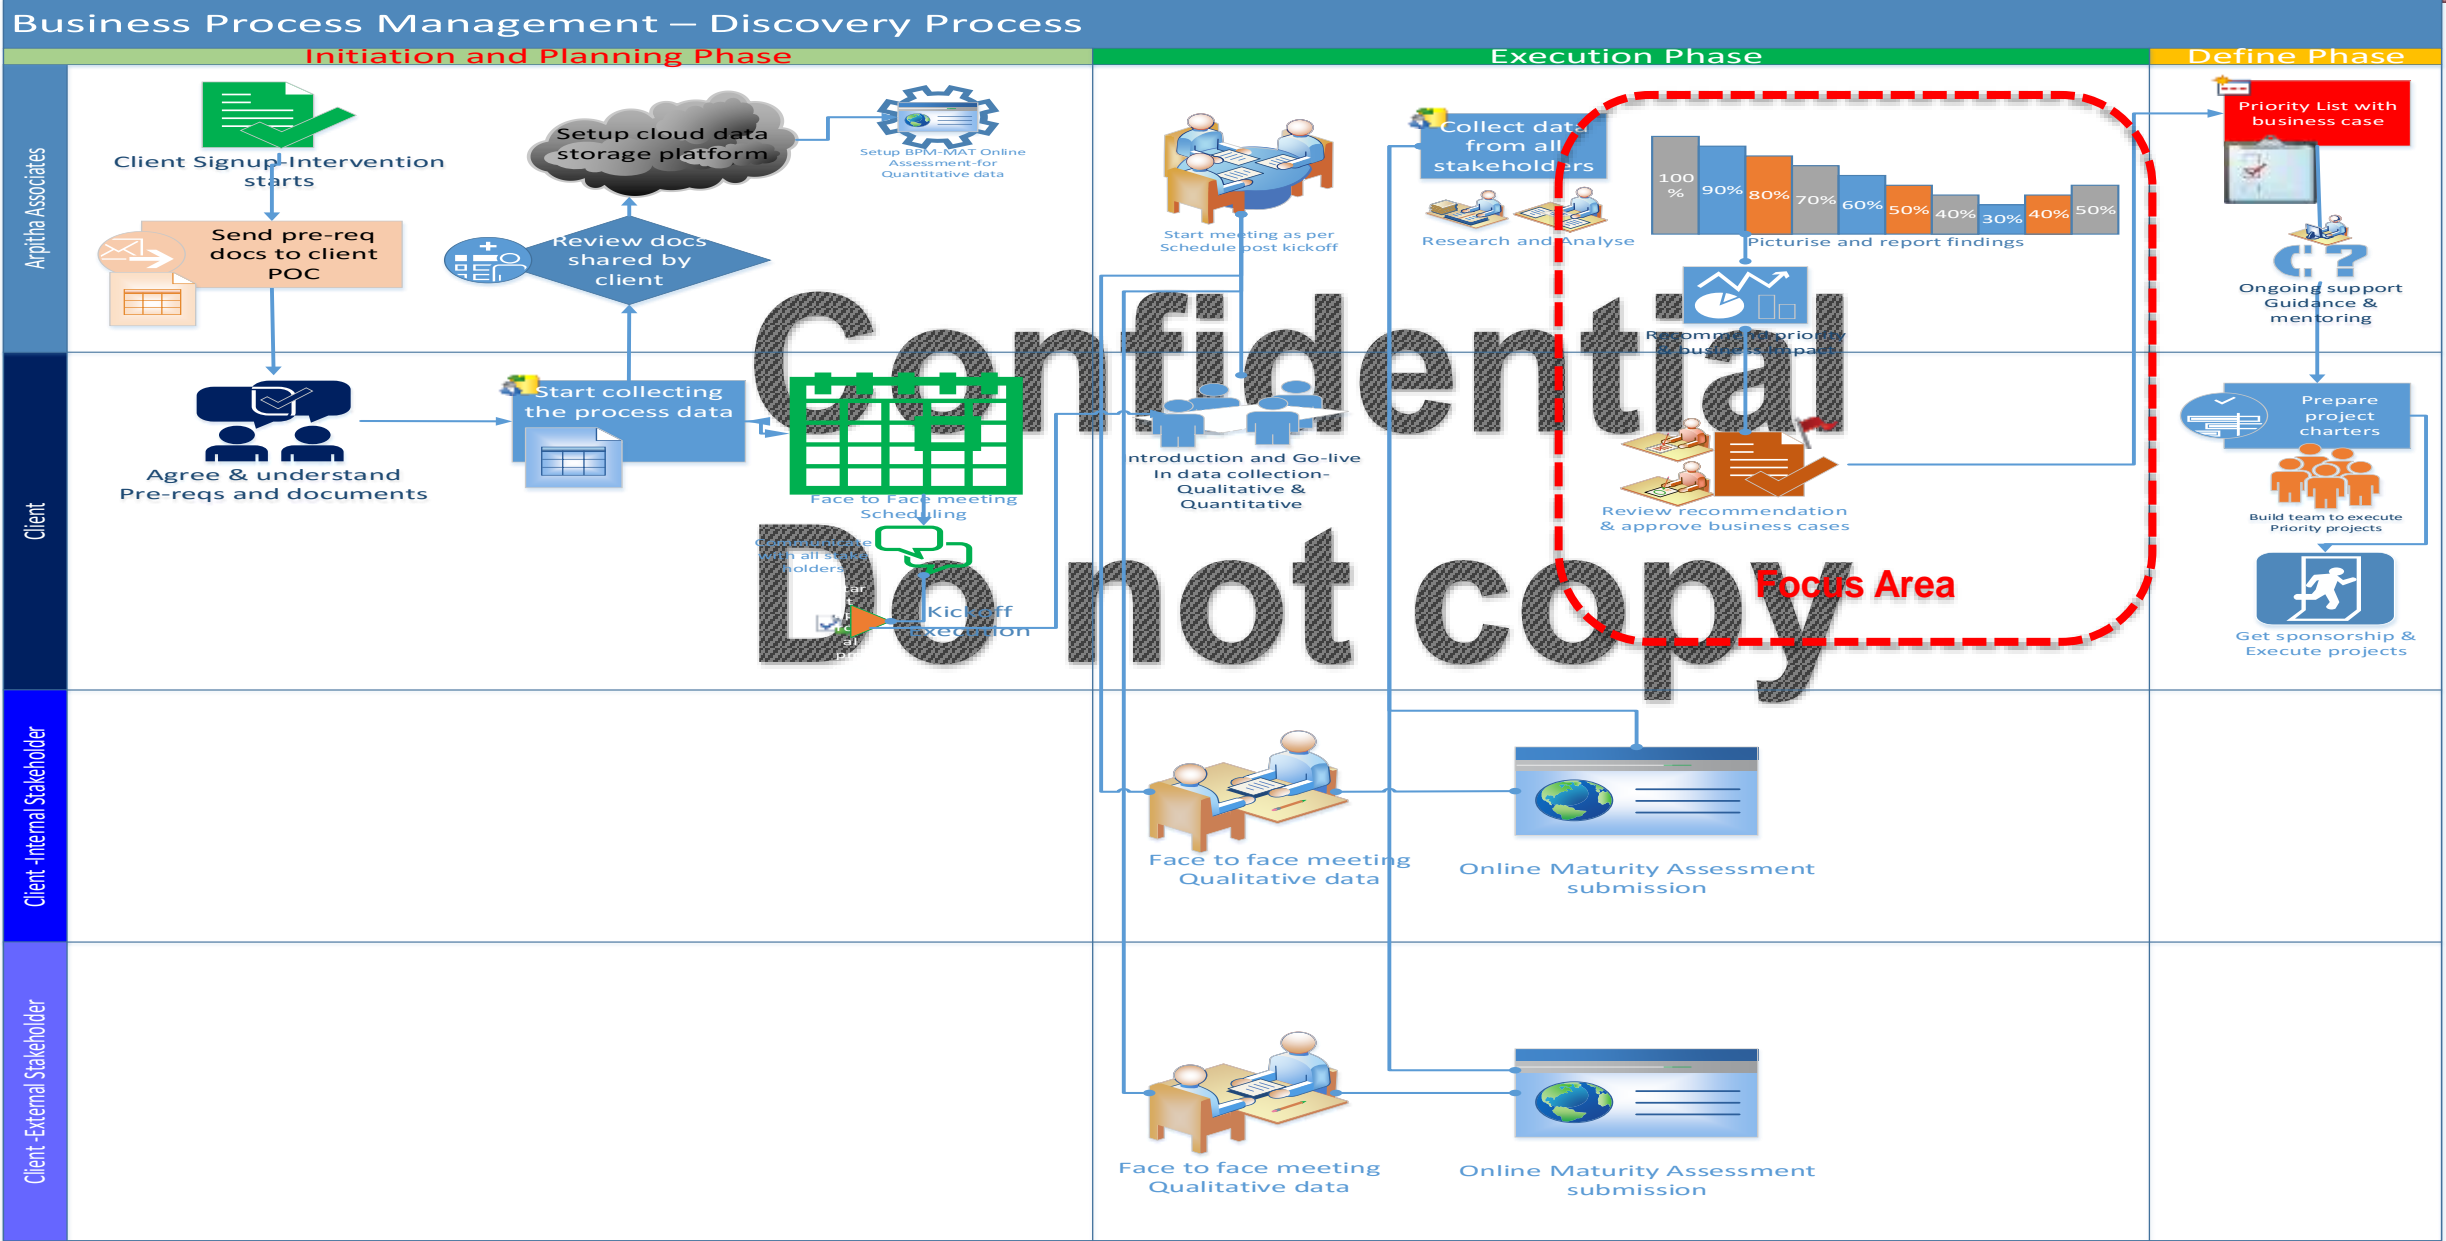 Business Process Management – Discovery Process
Initiation and Planning Phase
Execution Phase
Define Phase
Arpitha Associates
Client Signup-Intervention
starts
Send pre-req
docs to client
POC
Setup cloud data
storage platform
Setup BPM-MAT Online
Assessment-for
Quantitative data
Review docs
shared by
client
Start meeting as per
Schedule post kickoff
Collect data
from all
stakeholders
Research and Analyse
100
%
90%
80%
70%
60%
50%
40%
30%
40%
50%
Picturise and report findings
Recommend priority
& business impact
Priority List with
business case
Ongoing support
Guidance &
mentoring
Confidential
Do not copy
Client
Agree & understand
Pre-reqs and documents
Start collecting
the process data
Face to Face meeting
Scheduling
with all stake
holders
Kickoff
Execution
ntroduction and Go-live
In data collection-
Qualitative &
Quantitative
Review recommendation
& approve business cases
Focus Area
Prepare
project
charters
Build team to execute
Priority projects
Get sponsorship &
Execute projects
Client -Internal Stakeholder
Face to face meeting
Qualitative data
Online Maturity Assessment
submission
Client -External Stakeholder
Face to face meeting
Qualitative data
Online Maturity Assessment
submission